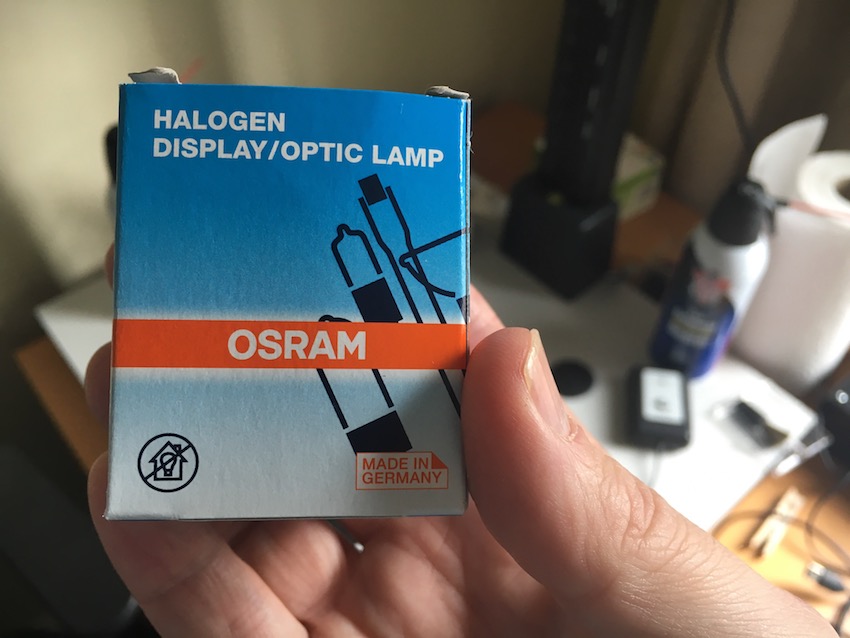 HALOGEN
DISPLAY/OPTIC LAMP
OSRAM
MADE IN
GERMANY